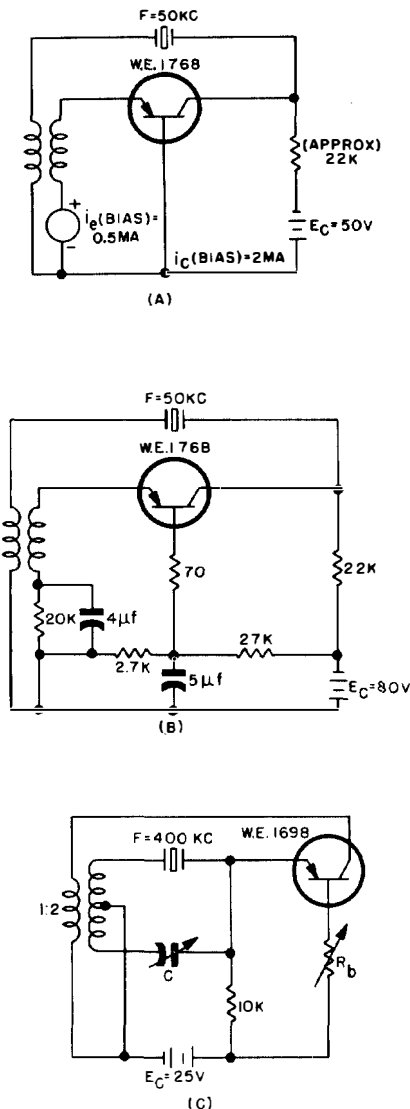 F=50KC
W.E.1768
(APPROX)
22K
+
ie(BIAS)=
0.5MA
-
EC=50V
iC(BIAS)=2MA
(A)
F=50KC
W.E.176B
70
22K
20K
4µf
27K
2.7K
5µf
EC=80V
(B)
F=400 KC
W.E.1698
1:2
C
Rb
10K
EC=25V
(C)